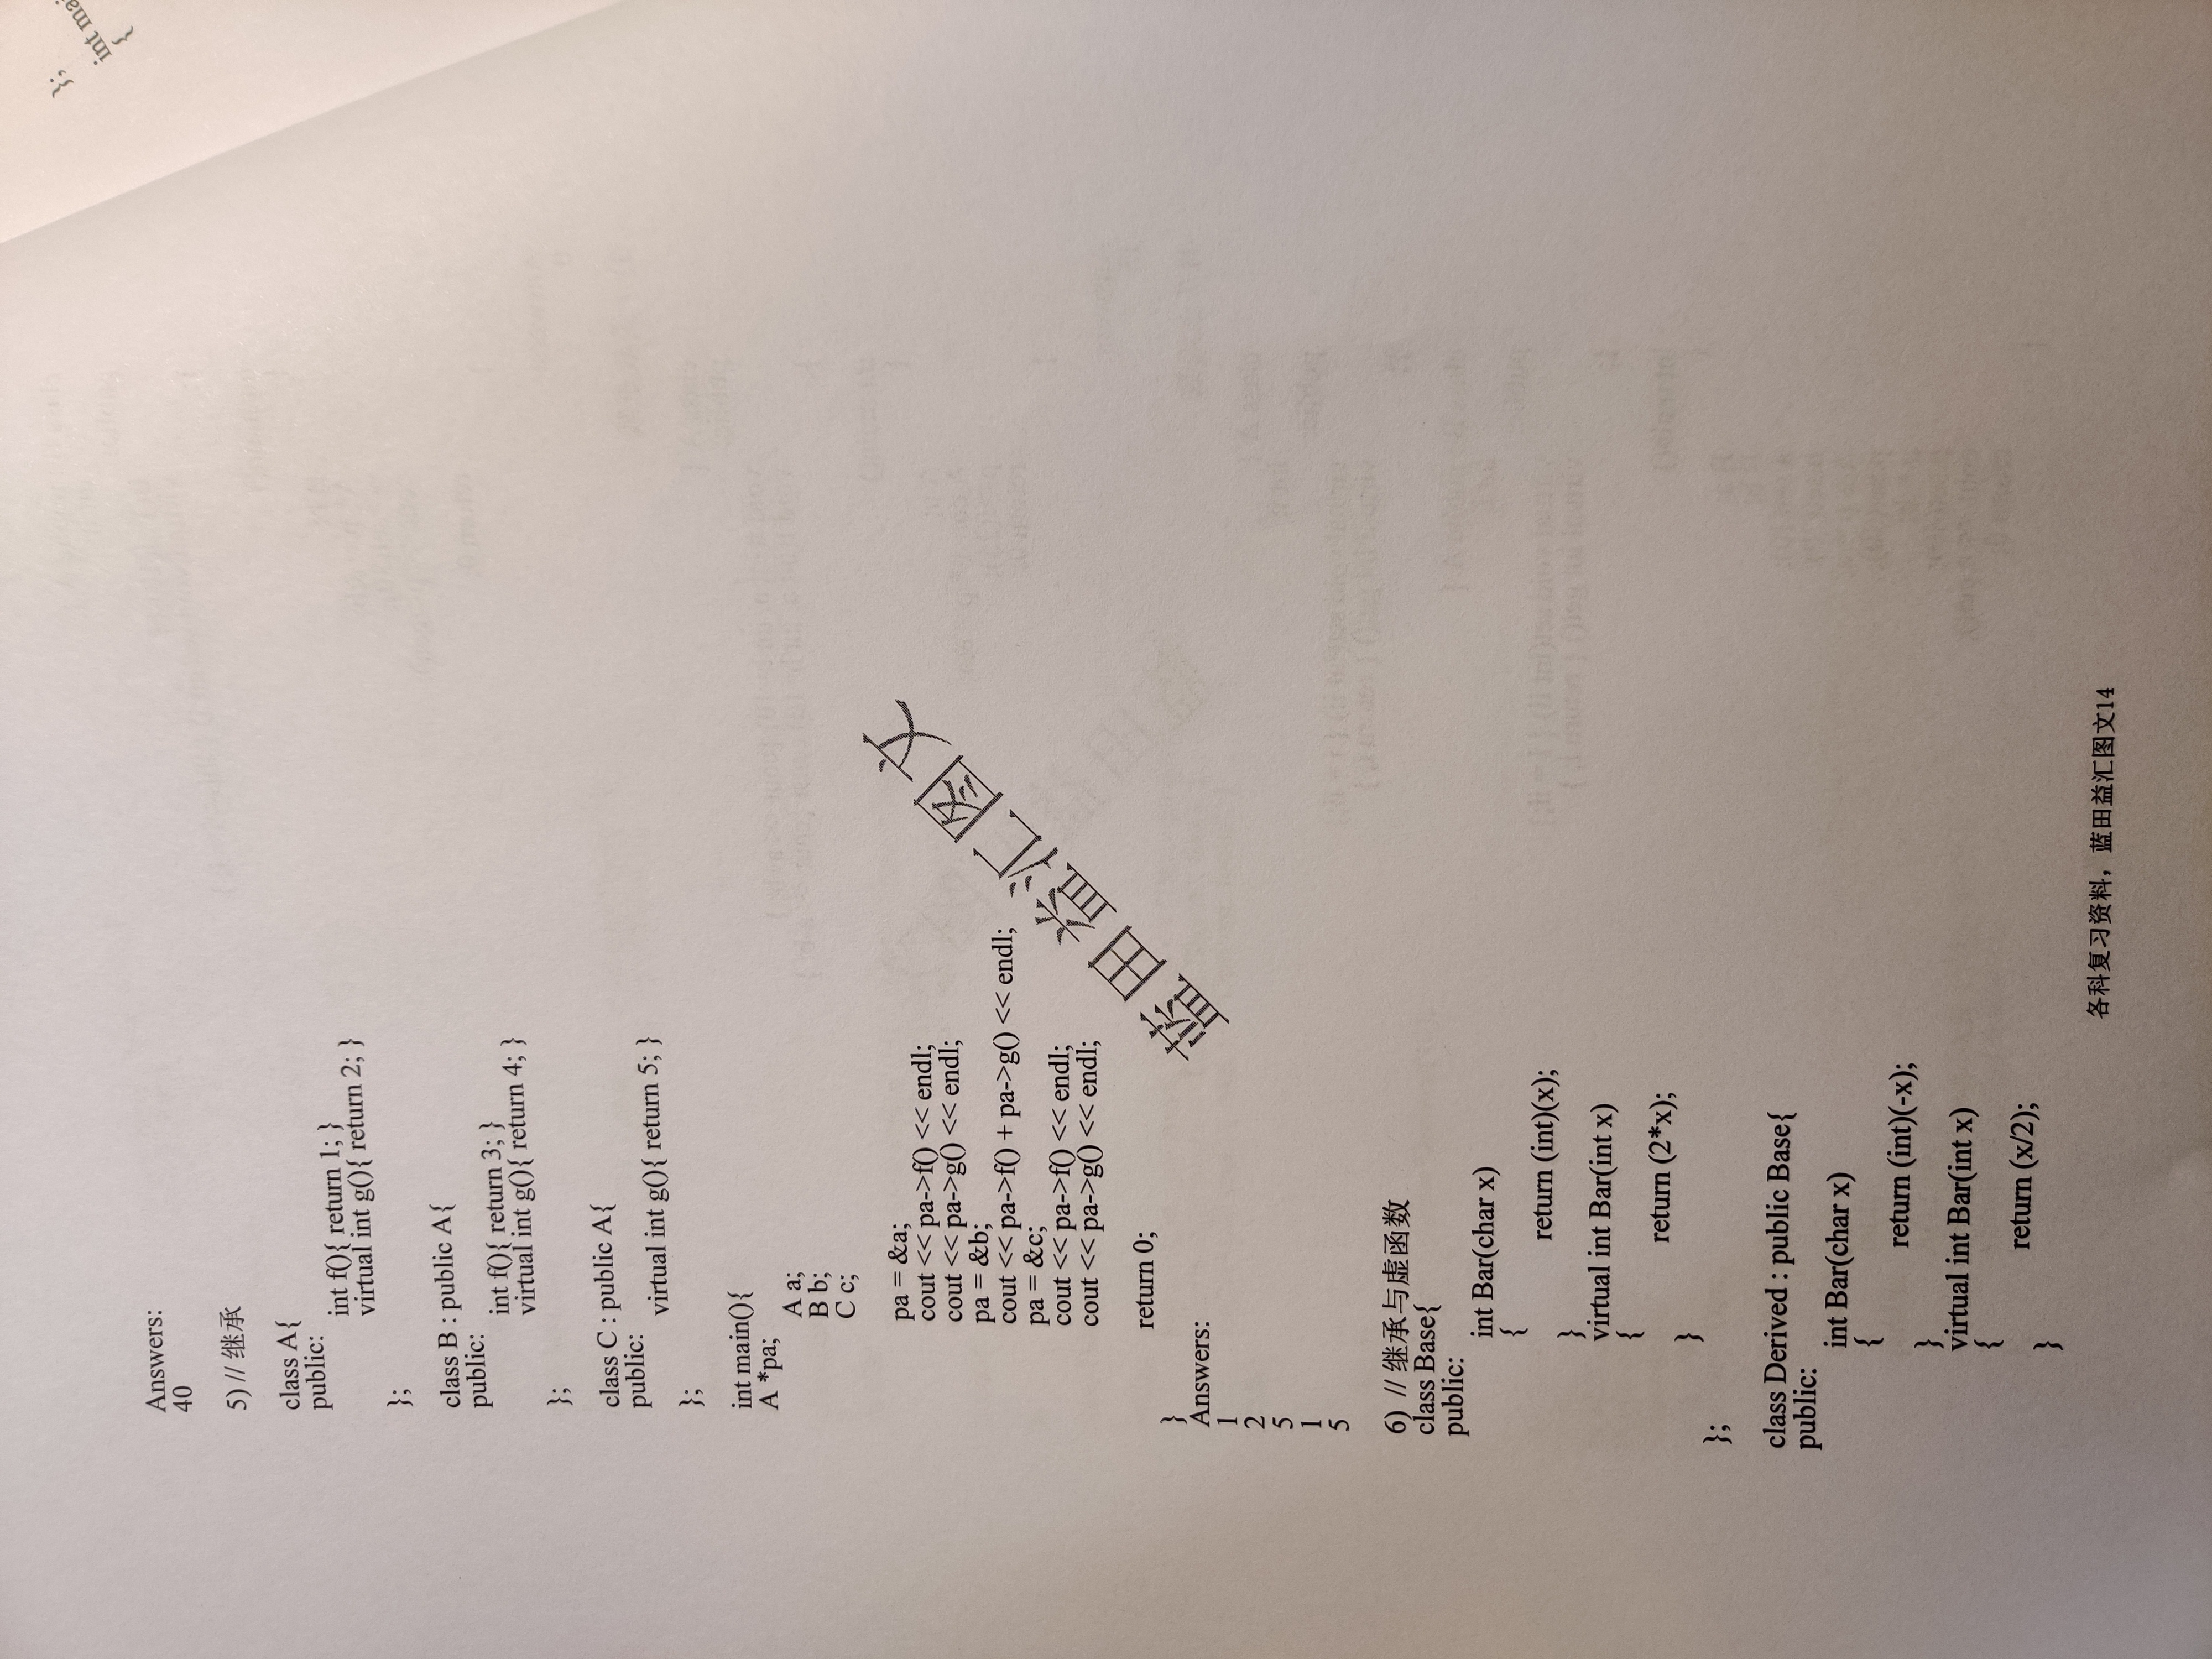 Answers:
40
5) // 继承
class A{
public:
int f(){ return 1; }
virtual int g(){ return 2; }
};
class B : public A{
public:
int f(){ return 3; }
virtual int g(){ return 4; }
};
class C : public A{
public:
virtual int g(){ return 5; }
};
int main(){
A *pa;
A a;
B b;
C c;
pa = &a;
cout << pa->f() << endl;
cout << pa->g() << endl;
pa = &b;
cout << pa->f() + pa->g() << endl;
pa = &c;
cout << pa->f() << endl;
cout << pa->g() << endl;
return 0;
}
Answers:
1
2
5
1
5
6) // 继承与虚函数
class Base{
public:
int Bar(char x)
{
return (int)(x);
}
virtual int Bar(int x)
{
return (2*x);
}
};
class Derived : public Base{
public:
int Bar(char x)
{
return (int)(-x);
}
virtual int Bar(int x)
{
return (x/2);
}
蓝田益汇图文
各科复习资料，蓝田益汇图文14
};
int mai
{